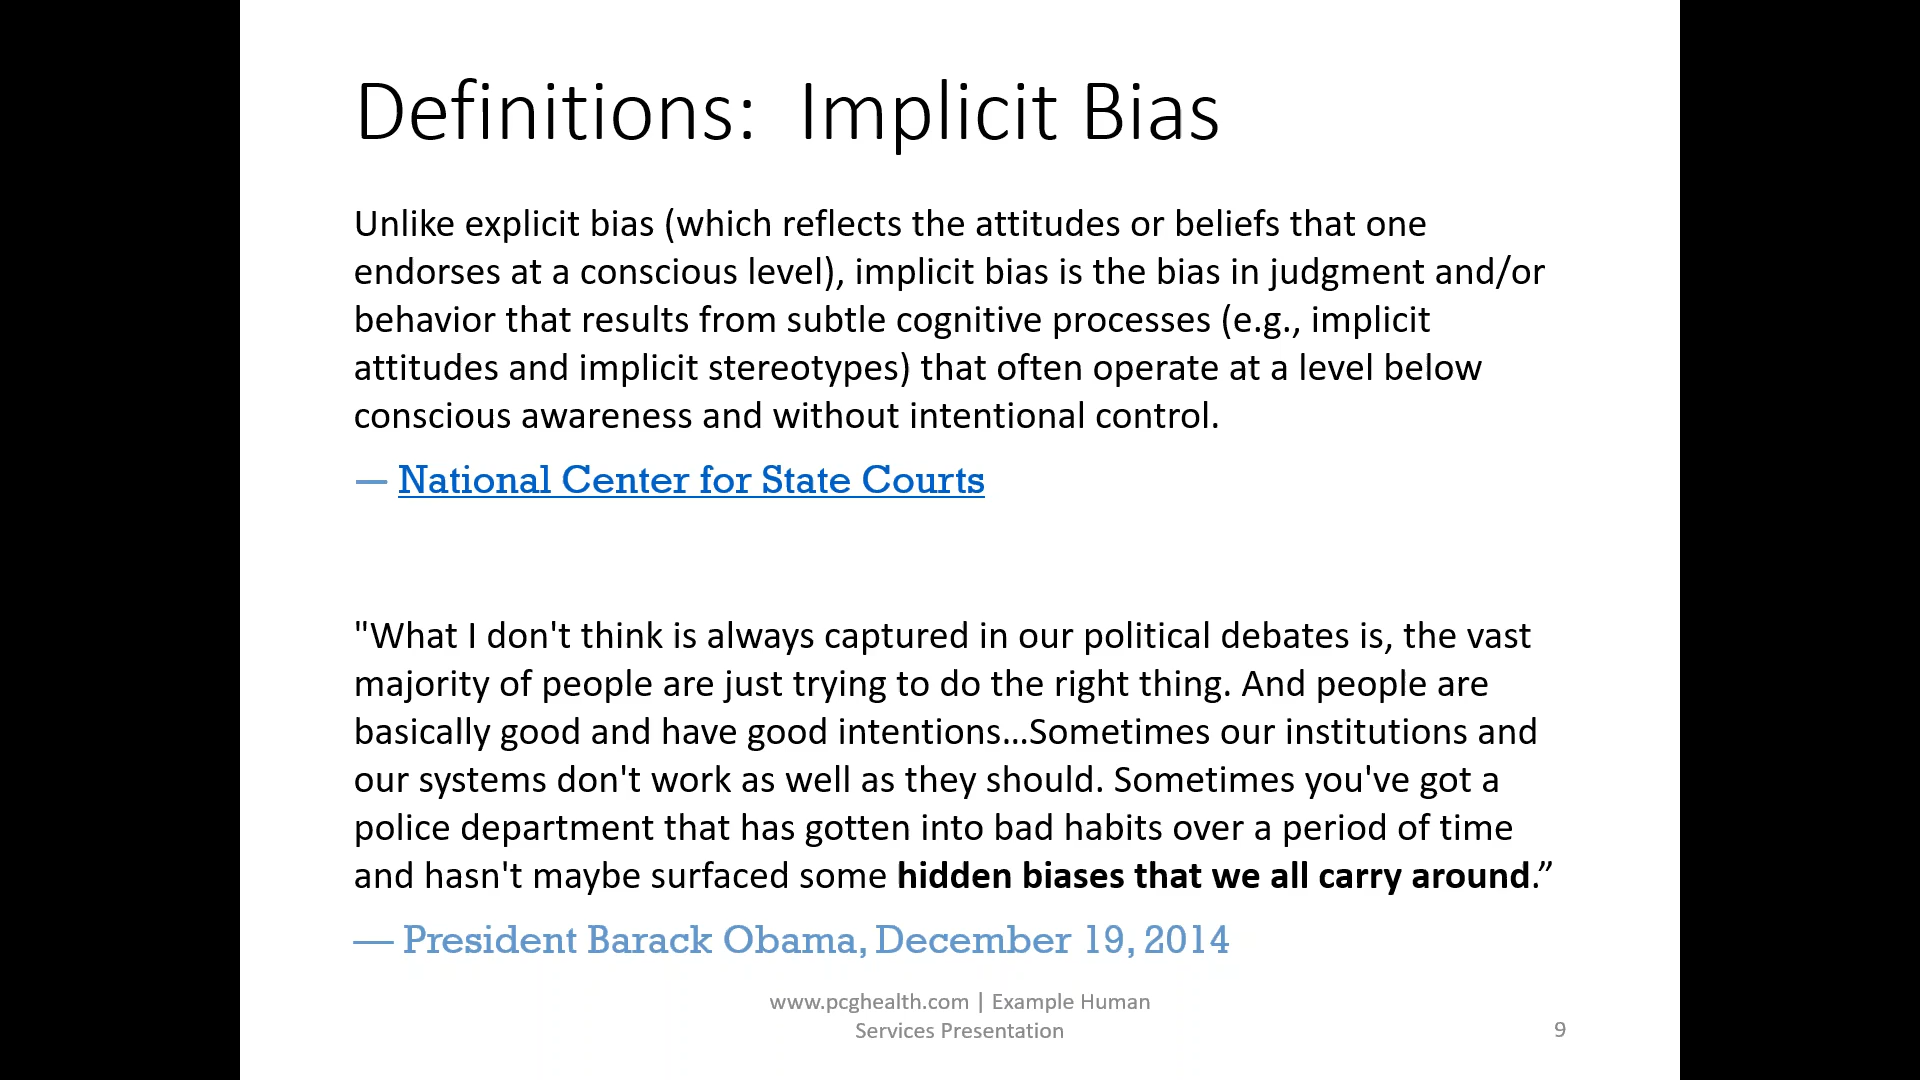 Definitions:  Implicit Bias
Unlike explicit bias (which reflects the attitudes or beliefs that one
endorses at a conscious level), implicit bias is the bias in judgment and/or
behavior that results from subtle cognitive processes (e.g., implicit
attitudes and implicit stereotypes) that often operate at a level below
conscious awareness and without intentional control.
— National Center for State Courts
"What I don't think is always captured in our political debates is, the vast
majority of people are just trying to do the right thing. And people are
basically good and have good intentions…Sometimes our institutions and
our systems don't work as well as they should. Sometimes you've got a
police department that has gotten into bad habits over a period of time
and hasn't maybe surfaced some hidden biases that we all carry around.”
— President Barack Obama, December 19, 2014
www.pcghealth.com | Example Human
Services Presentation
9